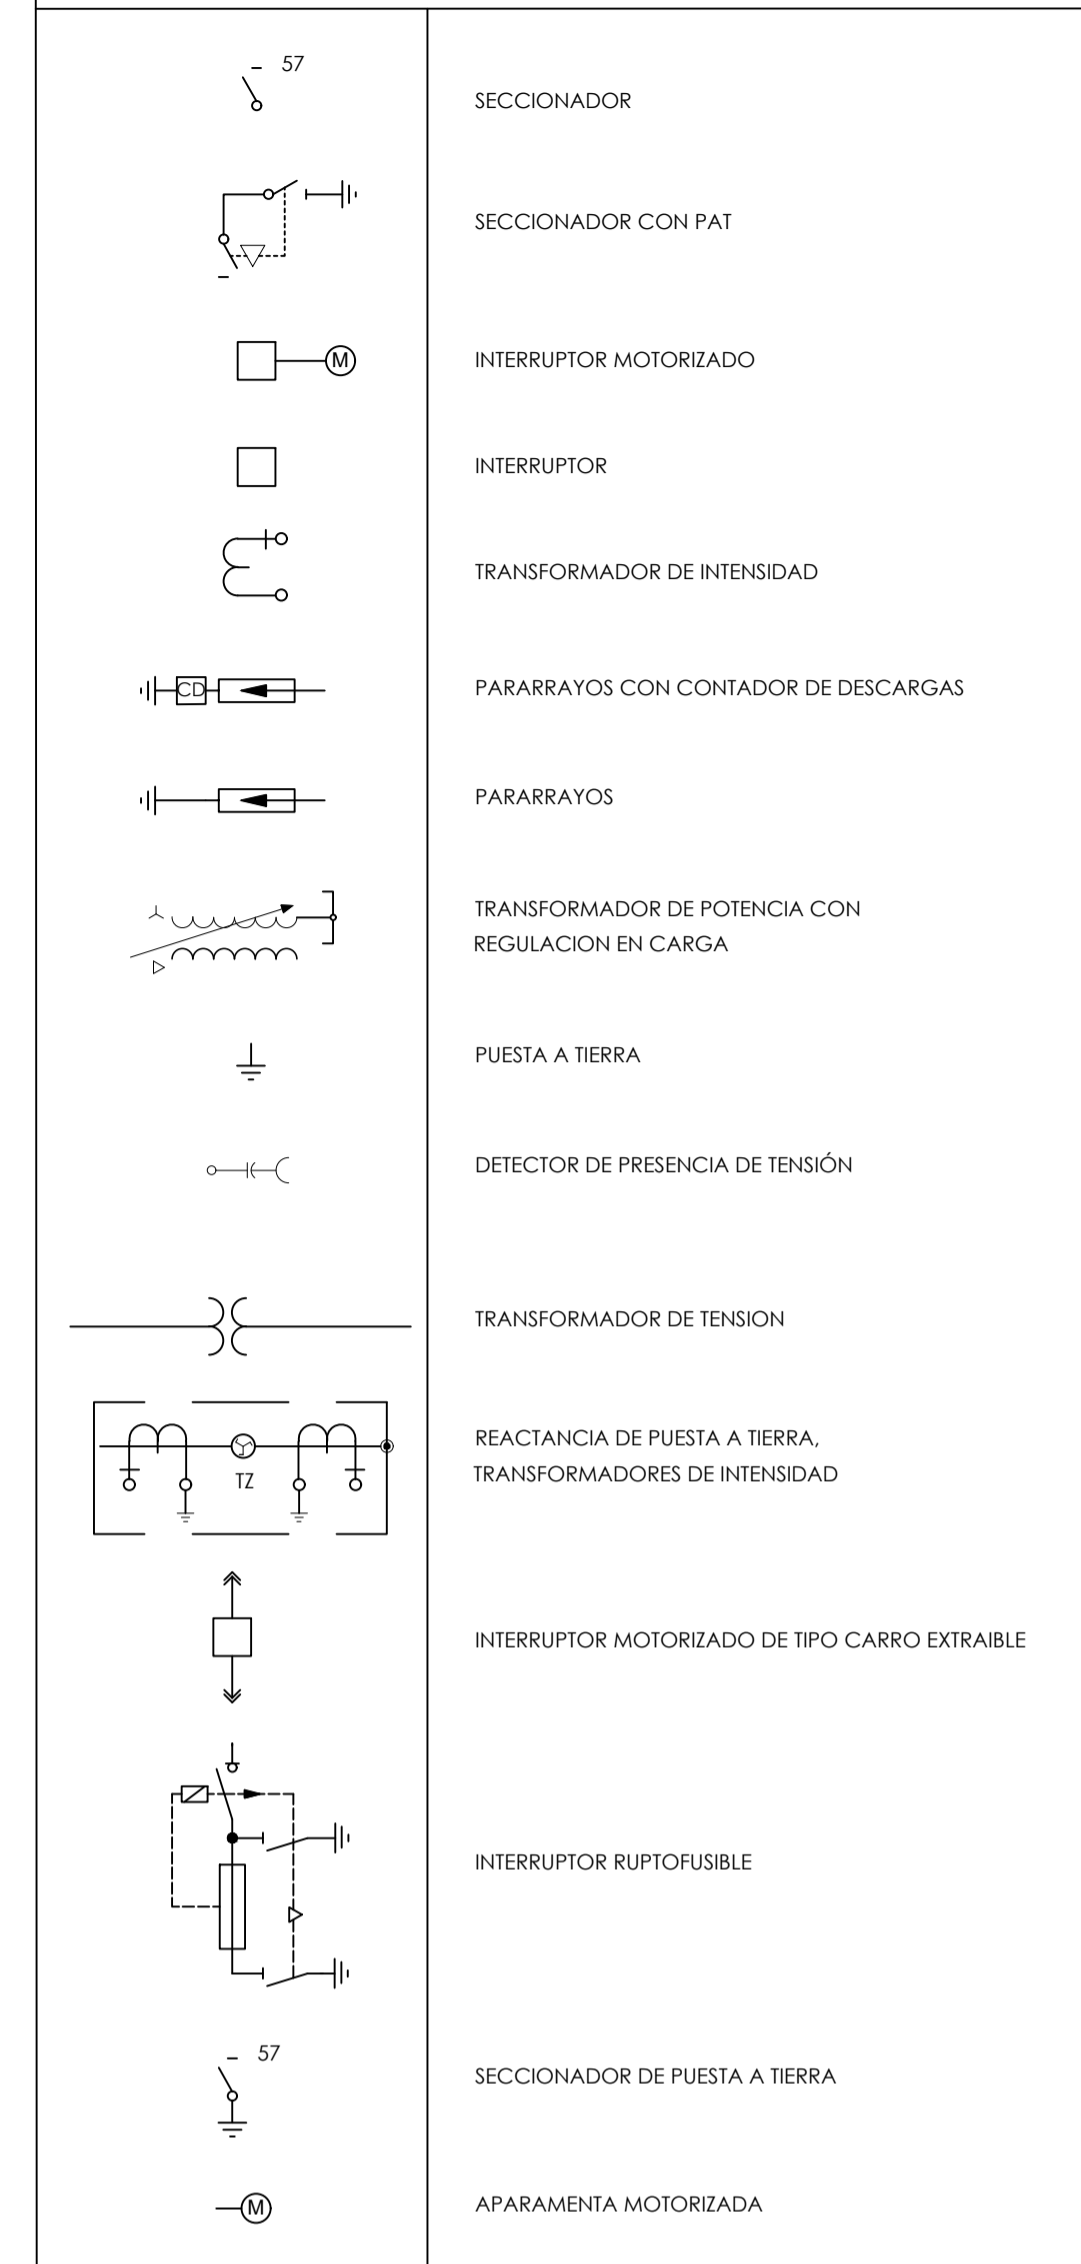 57
SECCIONADOR
SECCIONADOR CON PAT
M
INTERRUPTOR MOTORIZADO
INTERRUPTOR
TRANSFORMADOR DE INTENSIDAD
CD
PARARRAYOS CON CONTADOR DE DESCARGAS
PARARRAYOS
TRANSFORMADOR DE POTENCIA CON
REGULACION EN CARGA
PUESTA A TIERRA
DETECTOR DE PRESENCIA DE TENSIÓN
TRANSFORMADOR DE TENSION
TZ
REACTANCIA DE PUESTA A TIERRA,
TRANSFORMADORES DE INTENSIDAD
INTERRUPTOR MOTORIZADO DE TIPO CARRO EXTRAIBLE
INTERRUPTOR RUPTOFUSIBLE
57
SECCIONADOR DE PUESTA A TIERRA
M
APARAMENTA MOTORIZADA